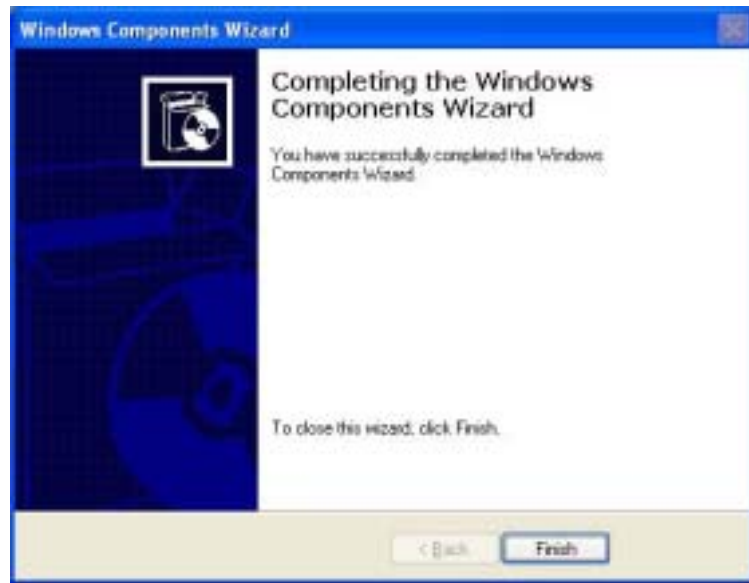 Windows Components Wizard
Completing the Windows
Components Wizard
You have successfully completed the Windows
Components Wizard.
To close this wizard, click Finish.
< Back
Finish